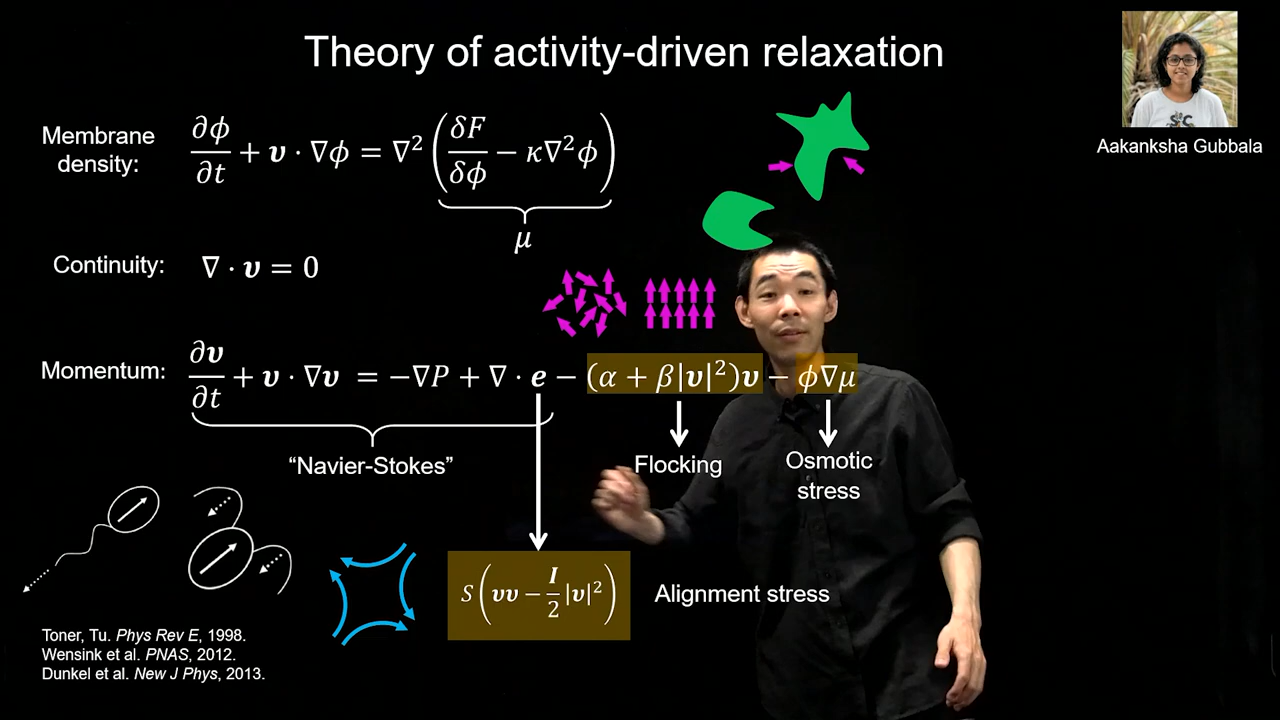 Theory of activity-driven relaxation
Aakanksha Gubbala
Membrane
density:
∂ϕ/∂t + 𝒗 · ∇ϕ = ∇² (δF/δϕ − κ∇²ϕ)
μ
Continuity:
∇ · 𝒗 = 0
Momentum:
∂𝒗/∂t + 𝒗 · ∇𝒗 = −∇P + ∇ · 𝒆 − (α + β|𝒗|²)𝒗 − ϕ∇μ
“Navier-Stokes”
Flocking
Osmotic
stress
S (𝒗𝒗 − 𝑰/2 |𝒗|²)
Alignment stress
Toner, Tu. Phys Rev E, 1998.
Wensink et al. PNAS, 2012.
Dunkel et al. New J Phys, 2013.